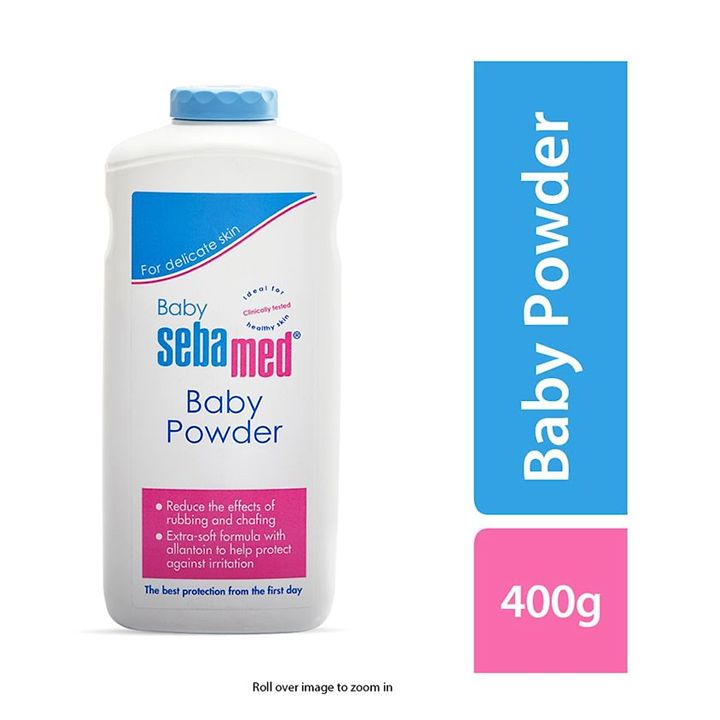 For delicate skin
Baby
sebamed®
Ideal for
Clinically tested
healthy skin
Baby
Powder
• Reduce the effects of
rubbing and chafing
• Extra-soft formula with
allantoin to help protect
against irritation
The best protection from the first day
Baby Powder
400g
Roll over image to zoom in